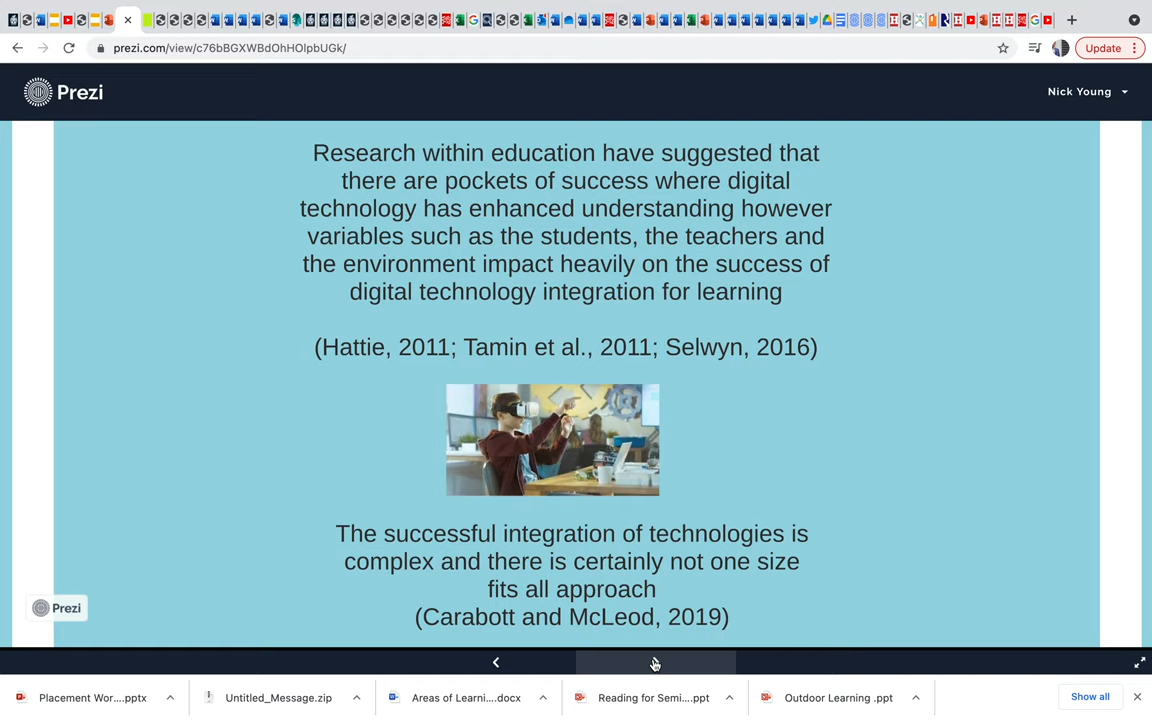 prezi.com/view/c76bBGXWBdOhHOlpbUGk/
Update
Prezi
Nick Young
Research within education have suggested that
there are pockets of success where digital
technology has enhanced understanding however
variables such as the students, the teachers and
the environment impact heavily on the success of
digital technology integration for learning
(Hattie, 2011; Tamin et al., 2011; Selwyn, 2016)
The successful integration of technologies is
complex and there is certainly not one size
fits all approach
(Carabott and McLeod, 2019)
Prezi
Placement Wor....pptx
Untitled_Message.zip
Areas of Learni....docx
Reading for Semi....ppt
Outdoor Learning .ppt
Show all